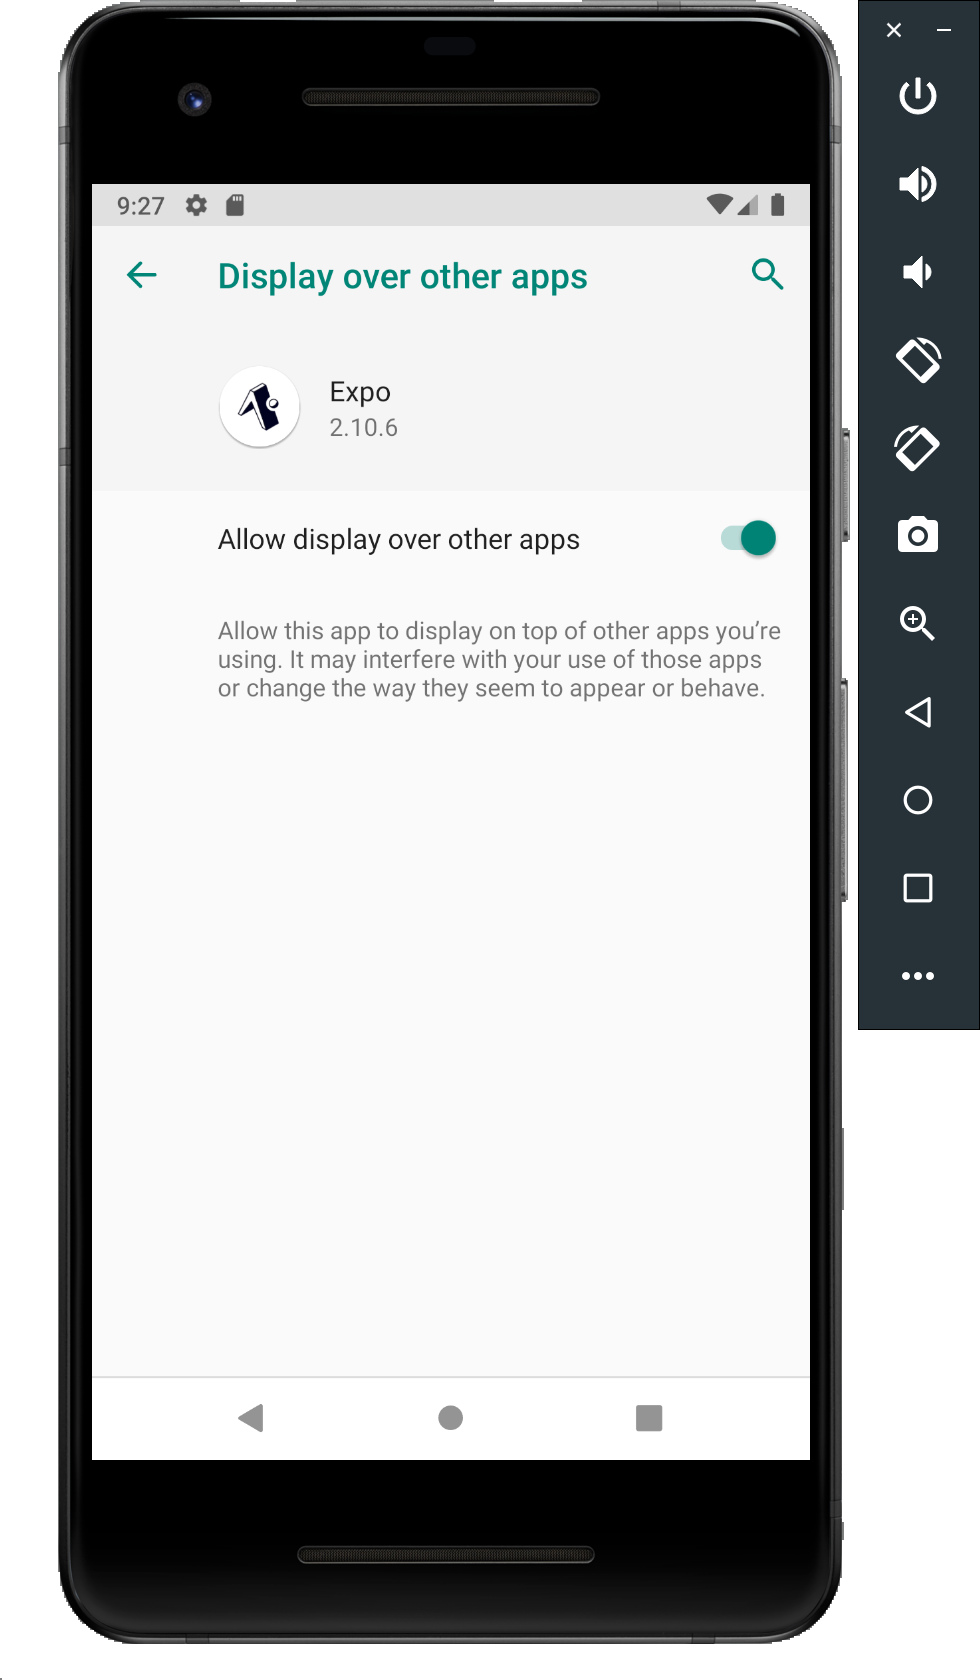 9:27
Display over other apps
Expo
2.10.6
Allow display over other apps
Allow this app to display on top of other apps you’re
using. It may interfere with your use of those apps
or change the way they seem to appear or behave.